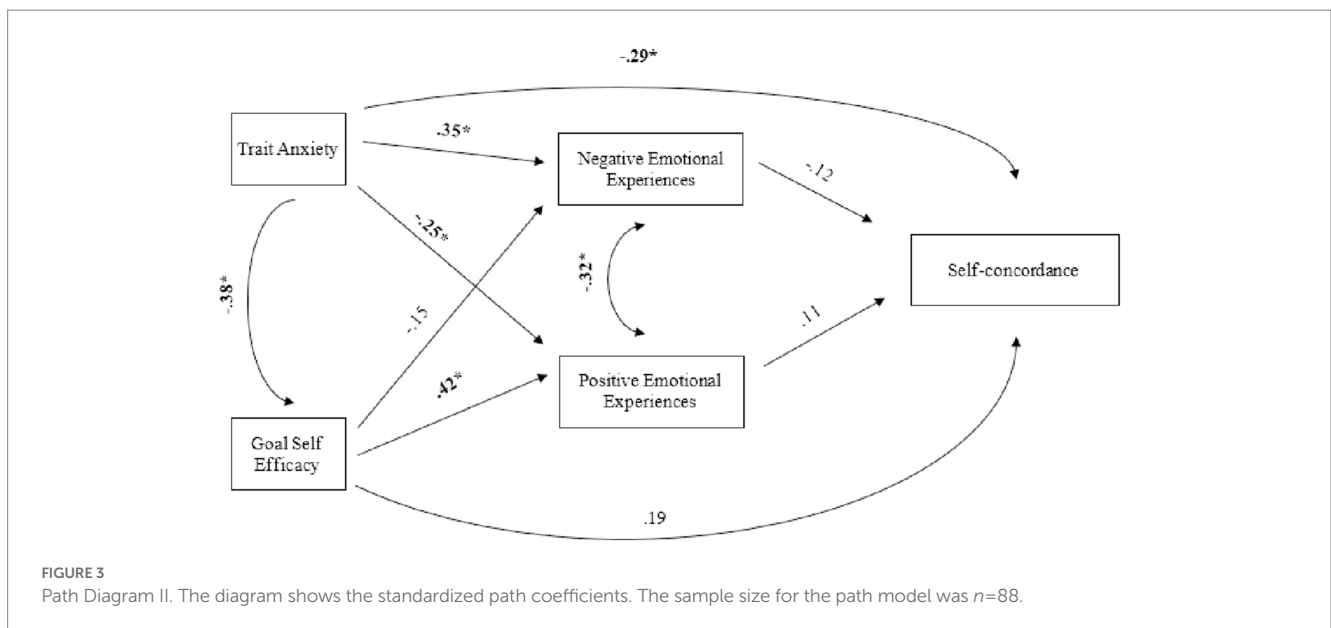 -.29*
Trait Anxiety
.35*
Negative Emotional
Experiences
-.12
-.25*
Self-concordance
-.38*
-.32*
-.15
.11
Positive Emotional
Experiences
.42*
Goal Self
Efficacy
.19
FIGURE 3
Path Diagram II. The diagram shows the standardized path coefficients. The sample size for the path model was n=88.